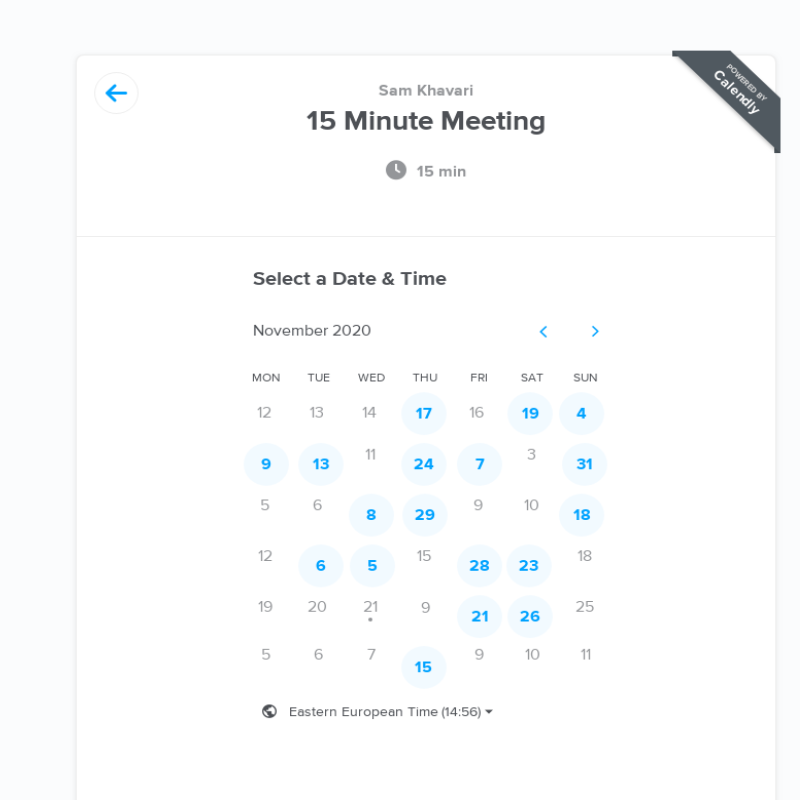 POWERED BY
Calendly
Sam Khavari
15 Minute Meeting
15 min
Select a Date & Time
November 2020
MON TUE WED THU FRI SAT SUN
12 13 14 17 16 19 4
9 13 11 24 7 3 31
5 6 8 29 9 10 18
12 6 5 15 28 23 18
19 20 21 9 21 26 25
5 6 7 15 9 10 11
Eastern European Time (14:56)